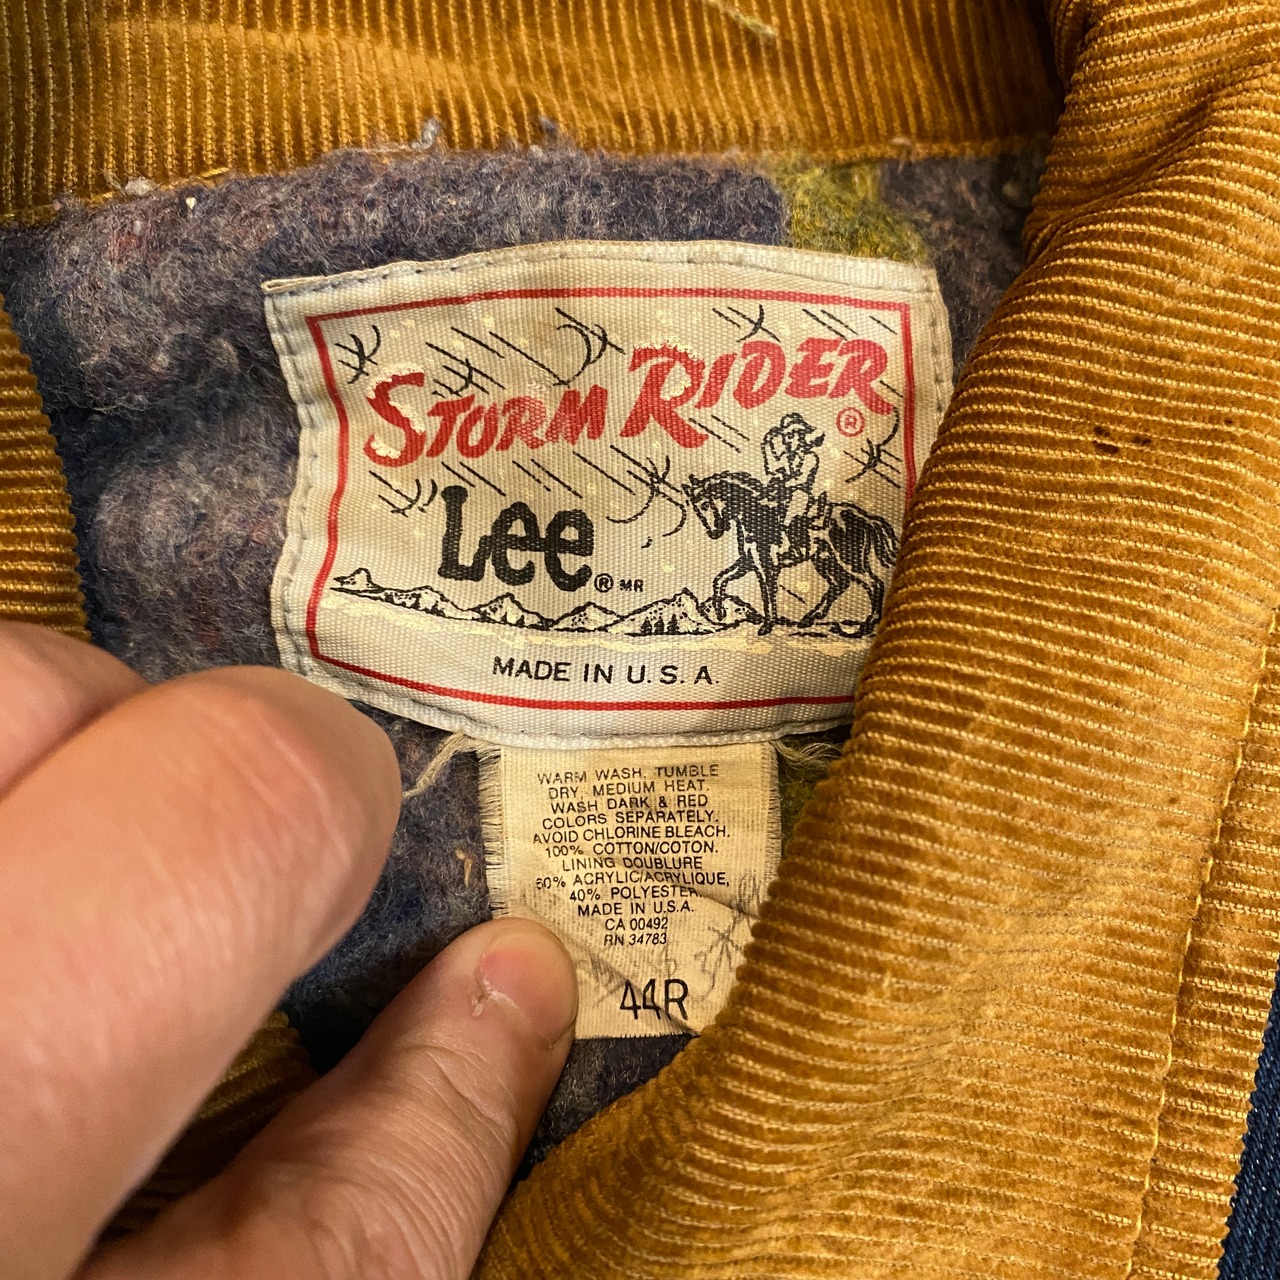 STORM RIDER ®
Lee ® MR
MADE IN U.S.A.
WARM WASH, TUMBLE
DRY, MEDIUM HEAT.
WASH DARK & RED
COLORS SEPARATELY.
AVOID CHLORINE BLEACH.
100% COTTON/COTON.
LINING DOUBLURE
60% ACRYLIC/ACRYLIQUE,
40% POLYESTER.
MADE IN U.S.A.
CA 00492
RN 34783
44R